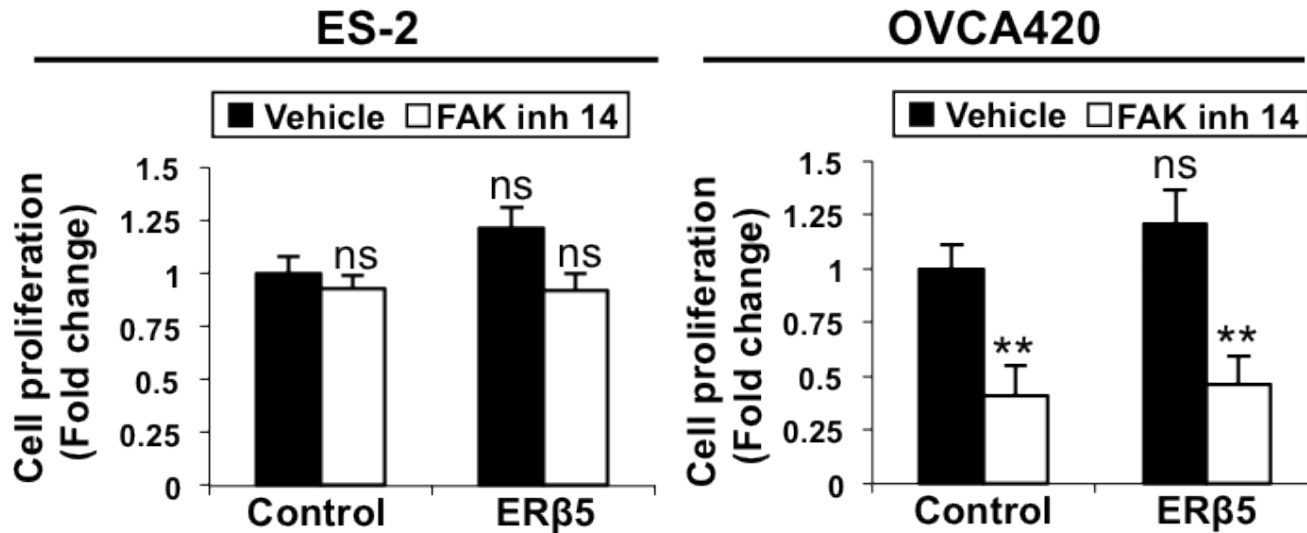 ES-2
Vehicle FAK inh 14
Cell proliferation
(Fold change)
1.5
1.25
1
0.75
0.5
0.25
0
ns
ns
ns
Control ERβ5
OVCA420
Vehicle FAK inh 14
Cell proliferation
(Fold change)
1.5
1.25
1
0.75
0.5
0.25
0
ns
**
**
Control ERβ5